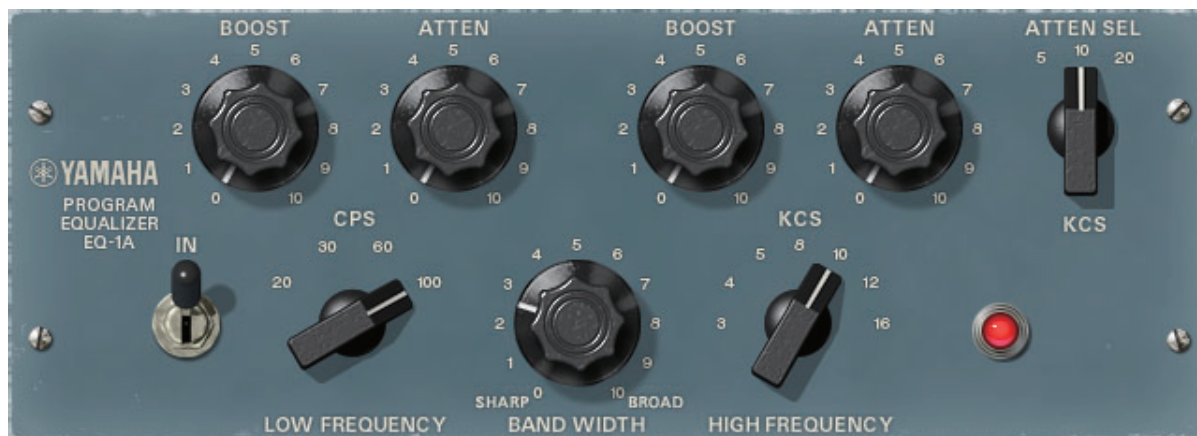 BOOST
ATTEN
BOOST
ATTEN
ATTEN SEL
0 1 2 3 4 5 6 7 8 9 10
0 1 2 3 4 5 6 7 8 9 10
0 1 2 3 4 5 6 7 8 9 10
0 1 2 3 4 5 6 7 8 9 10
5 10 20
KCS
YAMAHA
PROGRAM
EQUALIZER
EQ-1A
IN
CPS
20 30 60 100
LOW FREQUENCY
0 1 2 3 4 5 6 7 8 9 10
SHARP
BROAD
BAND WIDTH
KCS
3 4 5 8 10 12 16
HIGH FREQUENCY